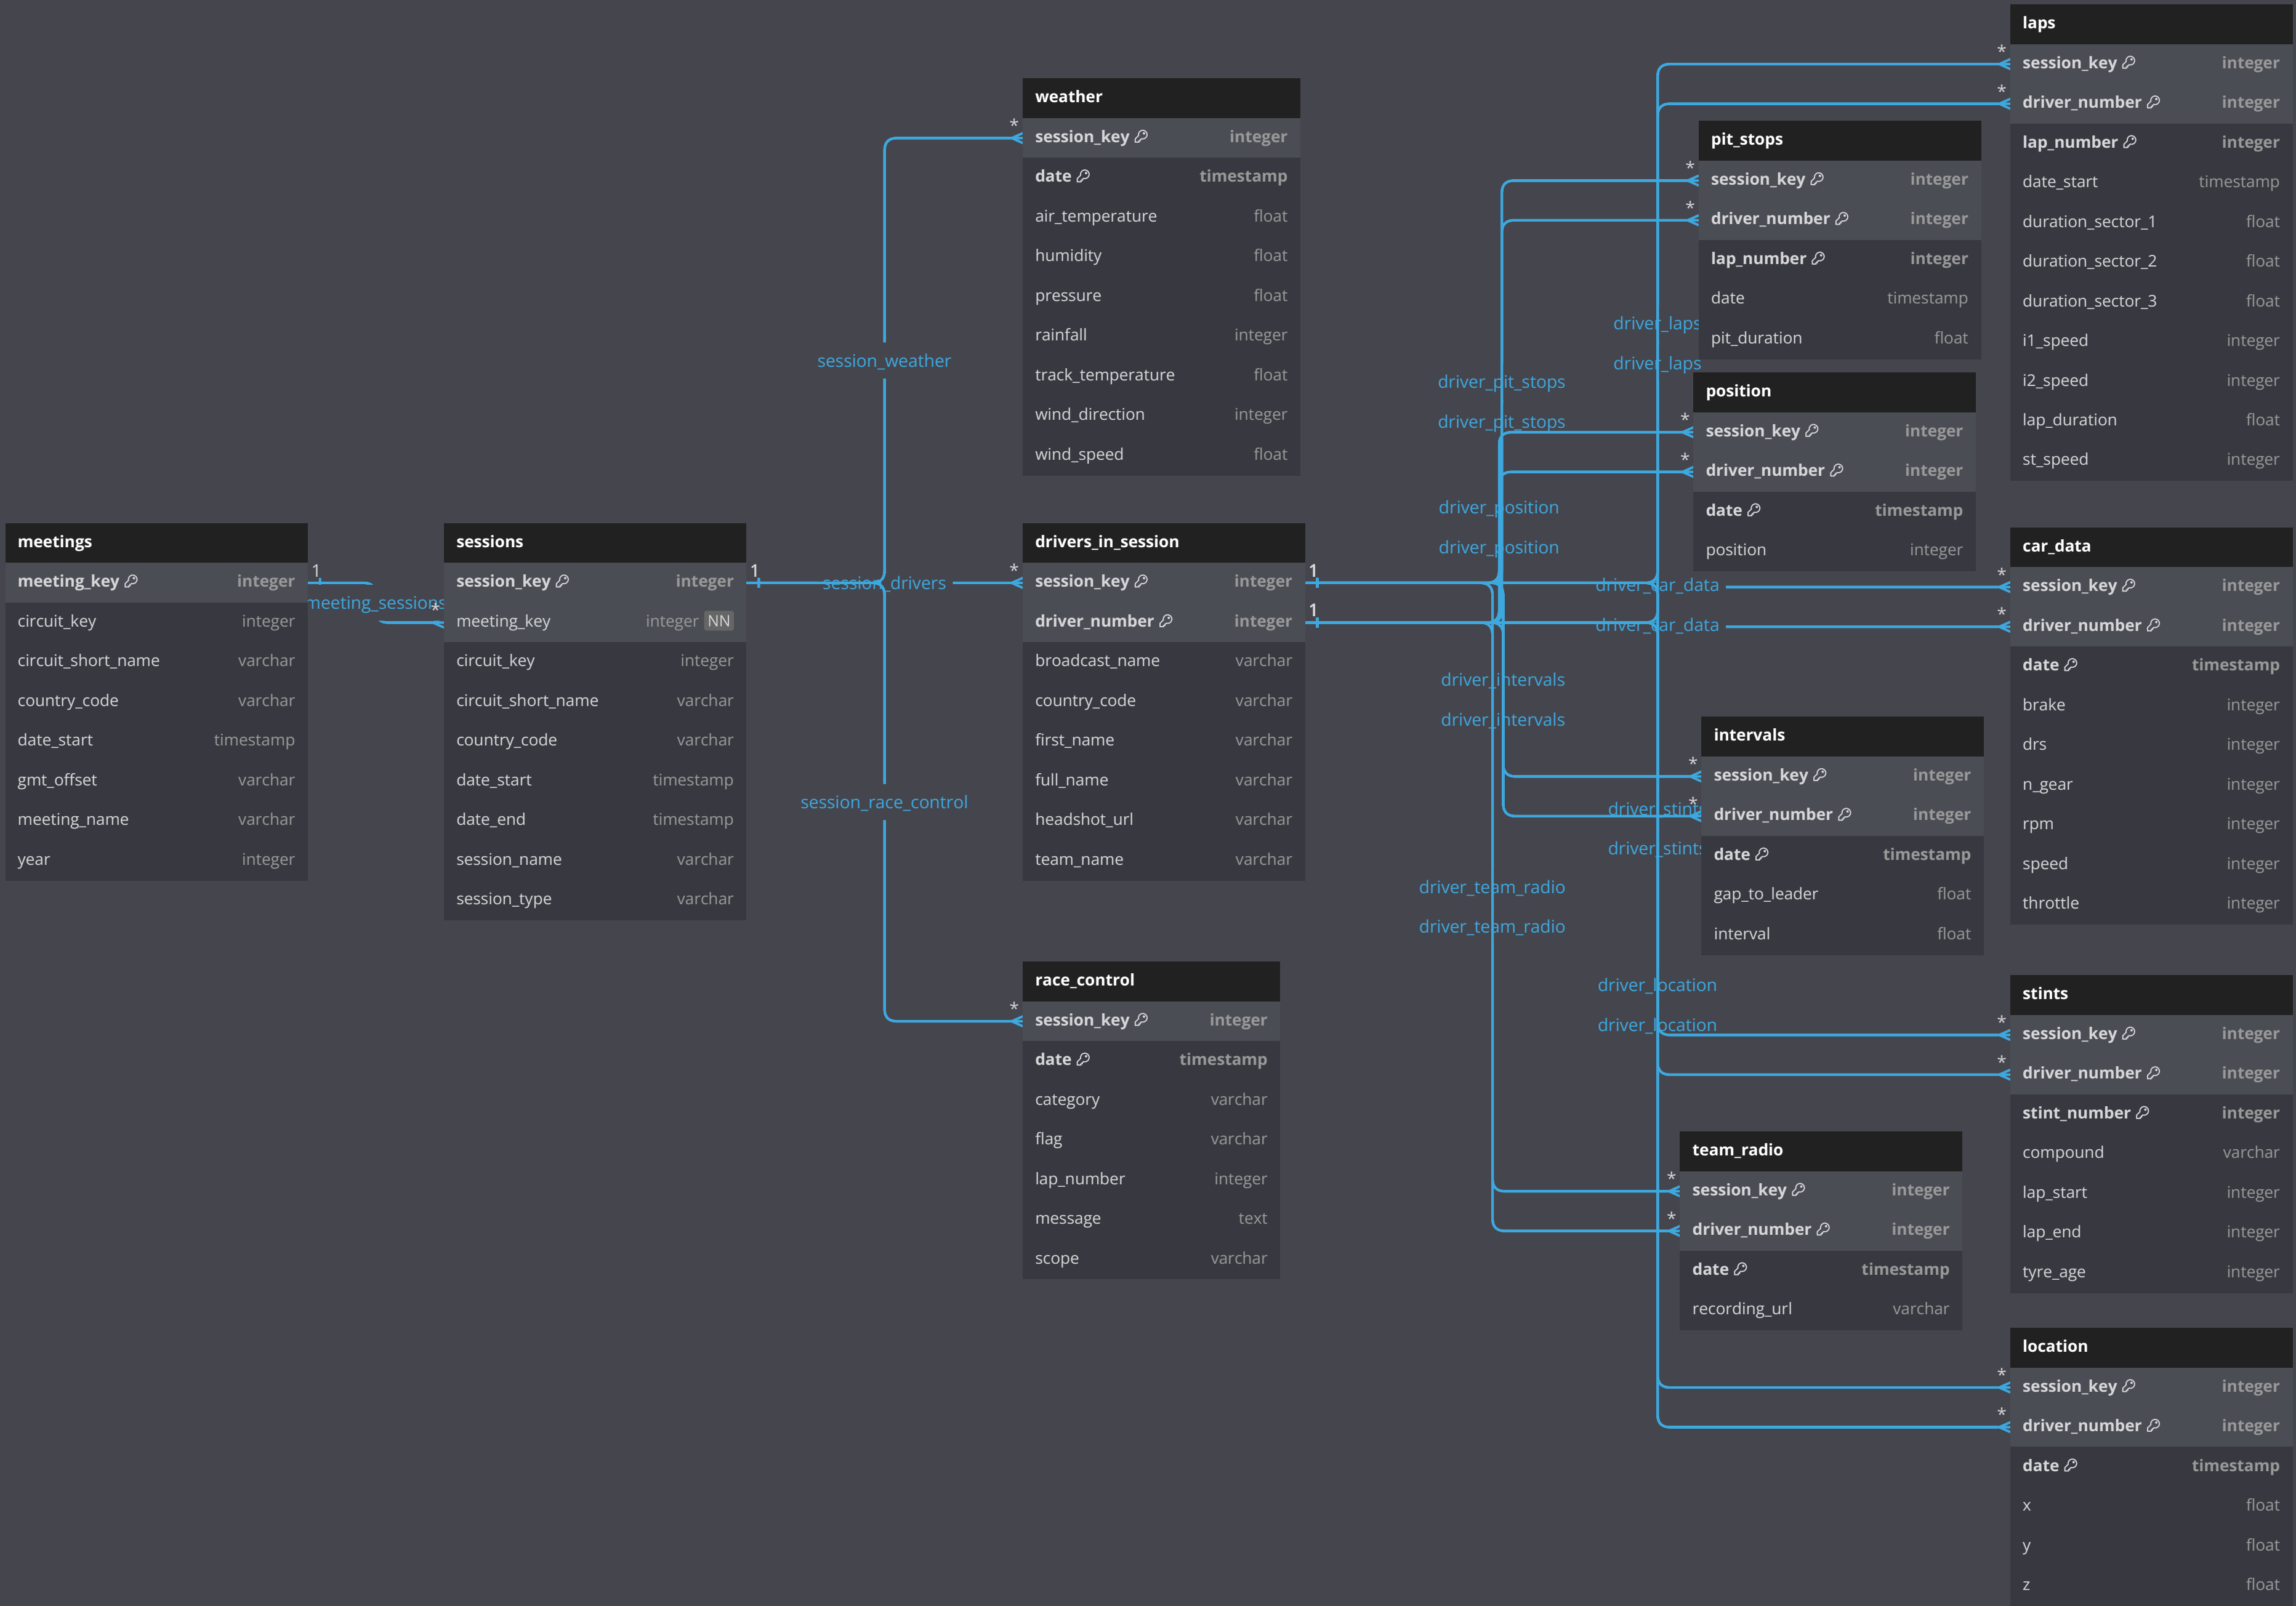 meetings
meeting_key integer
circuit_key integer
circuit_short_name varchar
country_code varchar
date_start timestamp
gmt_offset varchar
meeting_name varchar
year integer
1
meeting_sessions
*
sessions
session_key integer
meeting_key integer NN
circuit_key integer
circuit_short_name varchar
country_code varchar
date_start timestamp
date_end timestamp
session_name varchar
session_type varchar
1
session_weather
session_drivers
session_race_control
*
weather
session_key integer
date timestamp
air_temperature float
humidity float
pressure float
rainfall integer
track_temperature float
wind_direction integer
wind_speed float
*
drivers_in_session
session_key integer
driver_number integer
broadcast_name varchar
country_code varchar
first_name varchar
full_name varchar
headshot_url varchar
team_name varchar
1
1
*
race_control
session_key integer
date timestamp
category varchar
flag varchar
lap_number integer
message text
scope varchar
driver_laps
driver_laps
driver_pit_stops
driver_pit_stops
driver_position
driver_position
driver_car_data
driver_car_data
driver_intervals
driver_intervals
driver_stints
driver_stints
driver_team_radio
driver_team_radio
driver_location
driver_location
*
*
pit_stops
session_key integer
driver_number integer
lap_number integer
date timestamp
pit_duration float
*
*
position
session_key integer
driver_number integer
date timestamp
position integer
*
*
intervals
session_key integer
driver_number integer
date timestamp
gap_to_leader float
interval float
*
*
team_radio
session_key integer
driver_number integer
date timestamp
recording_url varchar
*
*
laps
session_key integer
driver_number integer
lap_number integer
date_start timestamp
duration_sector_1 float
duration_sector_2 float
duration_sector_3 float
i1_speed integer
i2_speed integer
lap_duration float
st_speed integer
*
*
car_data
session_key integer
driver_number integer
date timestamp
brake integer
drs integer
n_gear integer
rpm integer
speed integer
throttle integer
*
*
stints
session_key integer
driver_number integer
stint_number integer
compound varchar
lap_start integer
lap_end integer
tyre_age integer
*
*
location
session_key integer
driver_number integer
date timestamp
x float
y float
z float